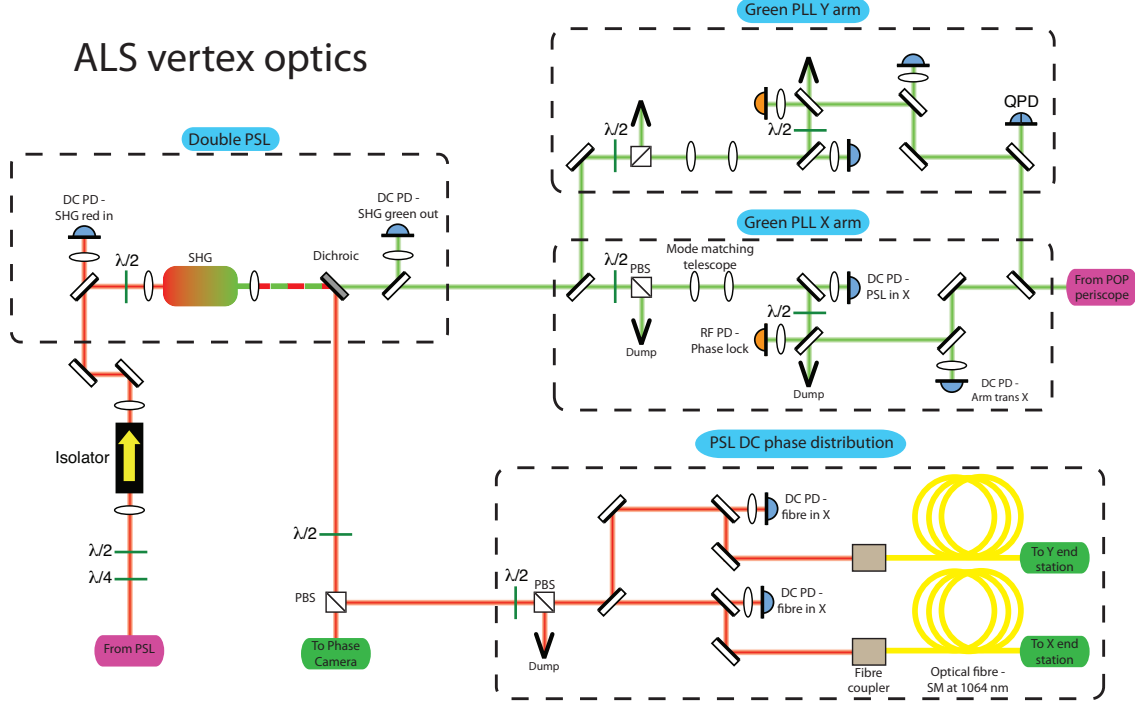 ALS vertex optics
Green PLL Y arm
λ/2
λ/2
QPD
Double PSL
DC PD -
SHG red in
λ/2
SHG
Dichroic
DC PD -
SHG green out
Green PLL X arm
λ/2
PBS
Mode matching
telescope
DC PD -
PSL in X
λ/2
RF PD -
Phase lock
Dump
Dump
DC PD -
Arm trans X
From POP
periscope
Isolator
λ/2
λ/4
From PSL
λ/2
PBS
To Phase
Camera
PSL DC phase distribution
λ/2
PBS
Dump
DC PD -
fibre in X
DC PD -
fibre in X
To Y end
station
To X end
station
Fibre
coupler
Optical fibre -
SM at 1064 nm